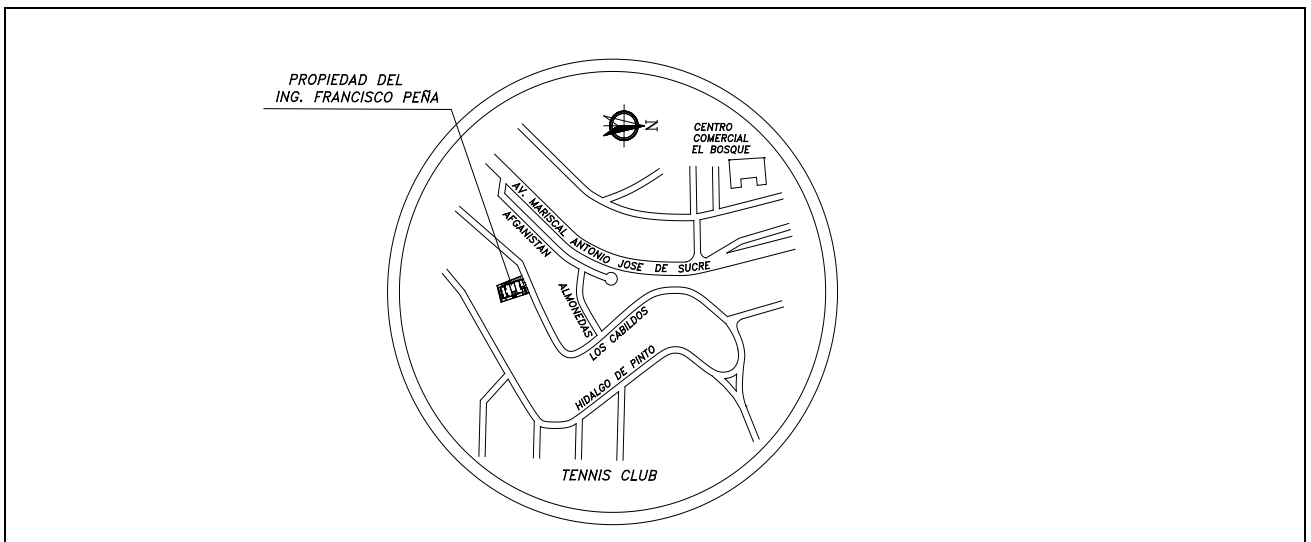 PROPIEDAD DEL
ING. FRANCISCO PEÑA
N
CENTRO
COMERCIAL
EL BOSQUE
AV. MARISCAL ANTONIO JOSE DE SUCRE
AFGANISTAN
ALMONEDAS
LOS CABILDOS
HIDALGO DE PINTO
TENNIS CLUB